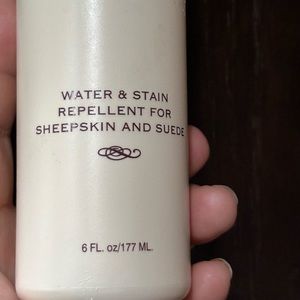 WATER & STAIN
REPELLENT FOR
SHEEPSKIN AND SUEDE
6 FL. oz/177 ML.